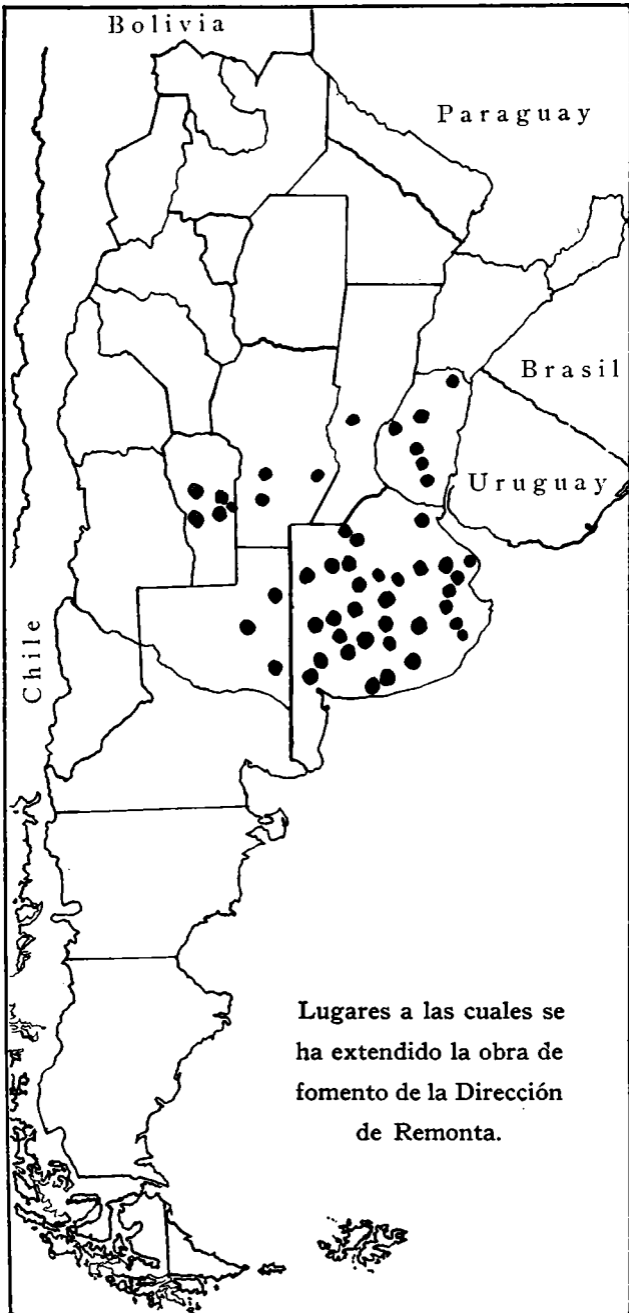 Bolivia
Paraguay
Brasil
Uruguay
Chile
Lugares a las cuales se
ha extendido la obra de
fomento de la Dirección
de Remonta.